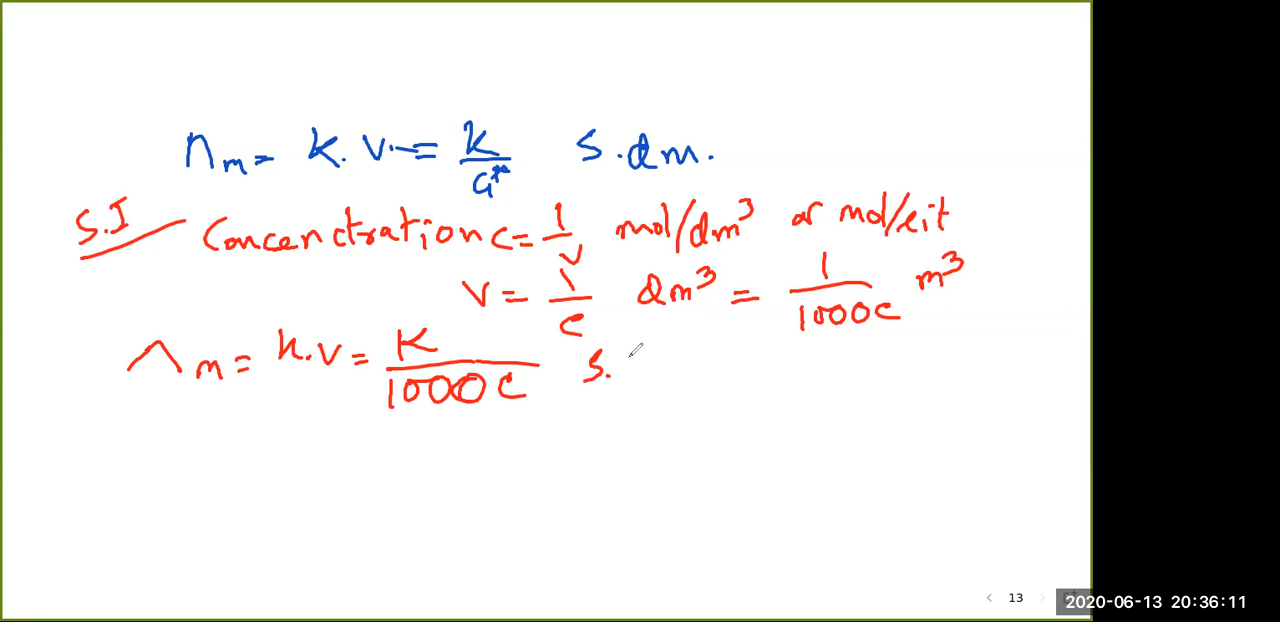 Λm = K.V = K/C S.dm.
S.I Concenctration C = 1/V mol/dm³ or mol/lit
V = 1/C dm³ = 1/1000C m³
Λm = K.V = K/1000C S.
13
2020-06-13 20:36:11